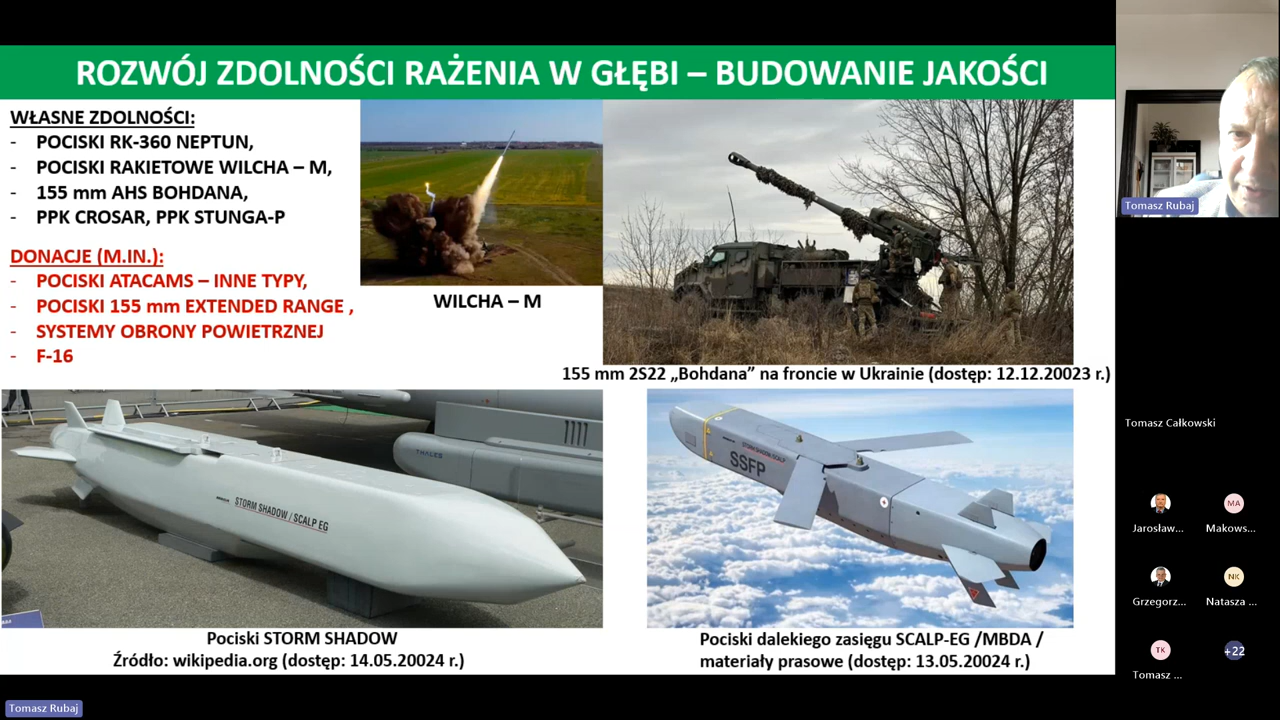 ROZWÓJ ZDOLNOŚCI RAŻENIA W GŁĘBI – BUDOWANIE JAKOŚCI
WŁASNE ZDOLNOŚCI:
- POCISKI RK-360 NEPTUN,
- POCISKI RAKIETOWE WILCHA – M,
- 155 mm AHS BOHDANA,
- PPK CROSAR, PPK STUNGA-P
DONACJE (M.IN.):
- POCISKI ATACAMS – INNE TYPY,
- POCISKI 155 mm EXTENDED RANGE ,
- SYSTEMY OBRONY POWIETRZNEJ
- F-16
WILCHA – M
155 mm 2S22 „Bohdana” na froncie w Ukrainie (dostęp: 12.12.20023 r.)
THALES
STORM SHADOW / SCALP EG
STORM SHADOW-SCALP
SSFP
Pociski STORM SHADOW
Źródło: wikipedia.org (dostęp: 14.05.20024 r.)
Pociski dalekiego zasięgu SCALP-EG /MBDA /
materiały prasowe (dostęp: 13.05.20024 r.)
Tomasz Rubaj
Tomasz Całkowski
MA
Jarosław...
Makows...
NK
Grzegorz...
Natasza ...
TK
+22
Tomasz ...
Tomasz Rubaj